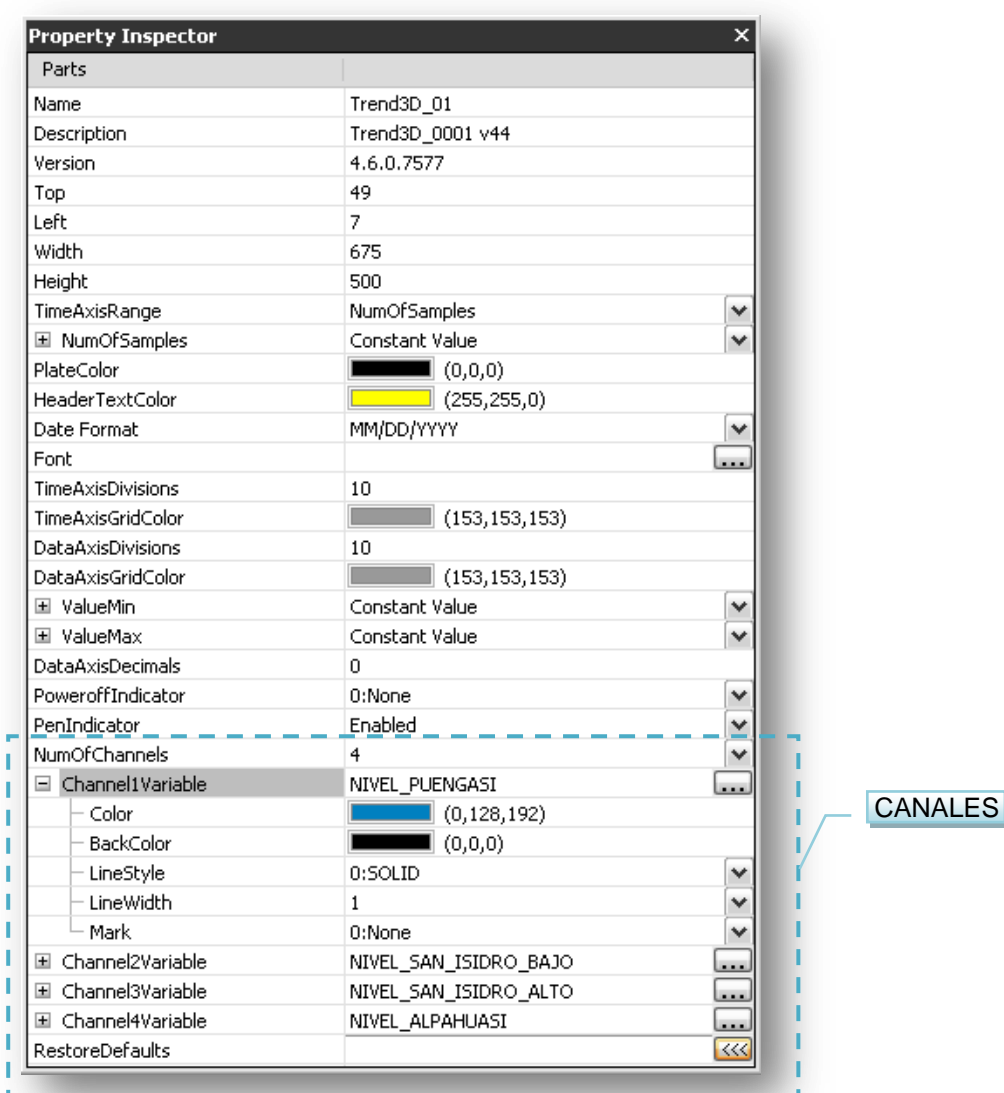 Property Inspector
Parts
Name Trend3D_01
Description Trend3D_0001 v44
Version 4.6.0.7577
Top 49
Left 7
Width 675
Height 500
TimeAxisRange NumOfSamples
NumOfSamples Constant Value
PlateColor (0,0,0)
HeaderTextColor (255,255,0)
Date Format MM/DD/YYYY
Font ...
TimeAxisDivisions 10
TimeAxisGridColor (153,153,153)
DataAxisDivisions 10
DataAxisGridColor (153,153,153)
ValueMin Constant Value
ValueMax Constant Value
DataAxisDecimals 0
PoweroffIndicator 0:None
PenIndicator Enabled
NumOfChannels 4
Channel1Variable NIVEL_PUENGASI ...
Color (0,128,192)
BackColor (0,0,0)
LineStyle 0:SOLID
LineWidth 1
Mark 0:None
Channel2Variable NIVEL_SAN_ISIDRO_BAJO ...
Channel3Variable NIVEL_SAN_ISIDRO_ALTO ...
Channel4Variable NIVEL_ALPAHUASI ...
RestoreDefaults <<<
CANALES